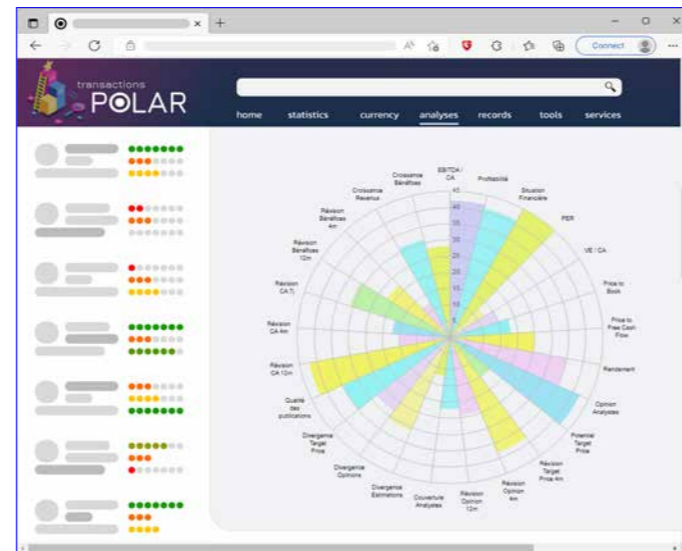 Connect
transactions
POLAR
home statistics currency analyses records tools services
EBITDA /
CA
Profitabilité
Situation
Financière
PER
VE / CA
Price to
Book
Price to
Free Cash
Flow
Rendement
Opinion
Analystes
Potential
Target
Price
Révision
Target
Price 4m
Révision
Opinion
4m
Révision
Opinion
12m
Couverture
Analystes
Divergence
Estimations
Divergence
Opinions
Divergence
Target
Price
Qualité
des
publications
Révision
CA 12m
Révision
CA 4m
Révision
CA 7j
Révision
Bénéfices
12m
Révision
Bénéfices
4m
Croissance
Revenus
Croissance
Bénéfices
45
40
35
30
25
20
15
10
5